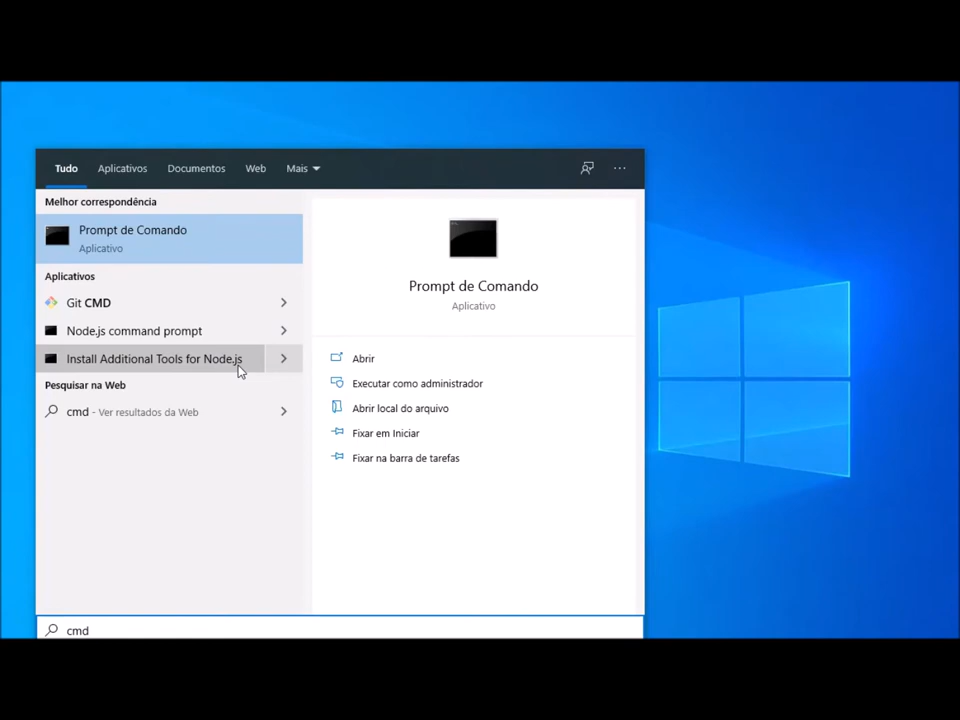 Tudo Aplicativos Documentos Web Mais
Melhor correspondência
Prompt de Comando
Aplicativo
Aplicativos
Git CMD
Node.js command prompt
Install Additional Tools for Node.js
Pesquisar na Web
cmd - Ver resultados da Web
Prompt de Comando
Aplicativo
Abrir
Executar como administrador
Abrir local do arquivo
Fixar em Iniciar
Fixar na barra de tarefas
cmd